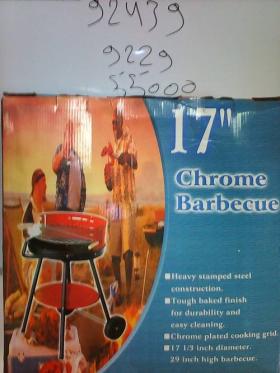 92439
9229
55000
17"
Chrome
Barbecue
■Heavy stamped steel
construction.
■Tough baked finish
for durability and
easy cleaning.
■Chrome plated cooking grid.
■17 1/3 inch diameter.
29 inch high barbecue.